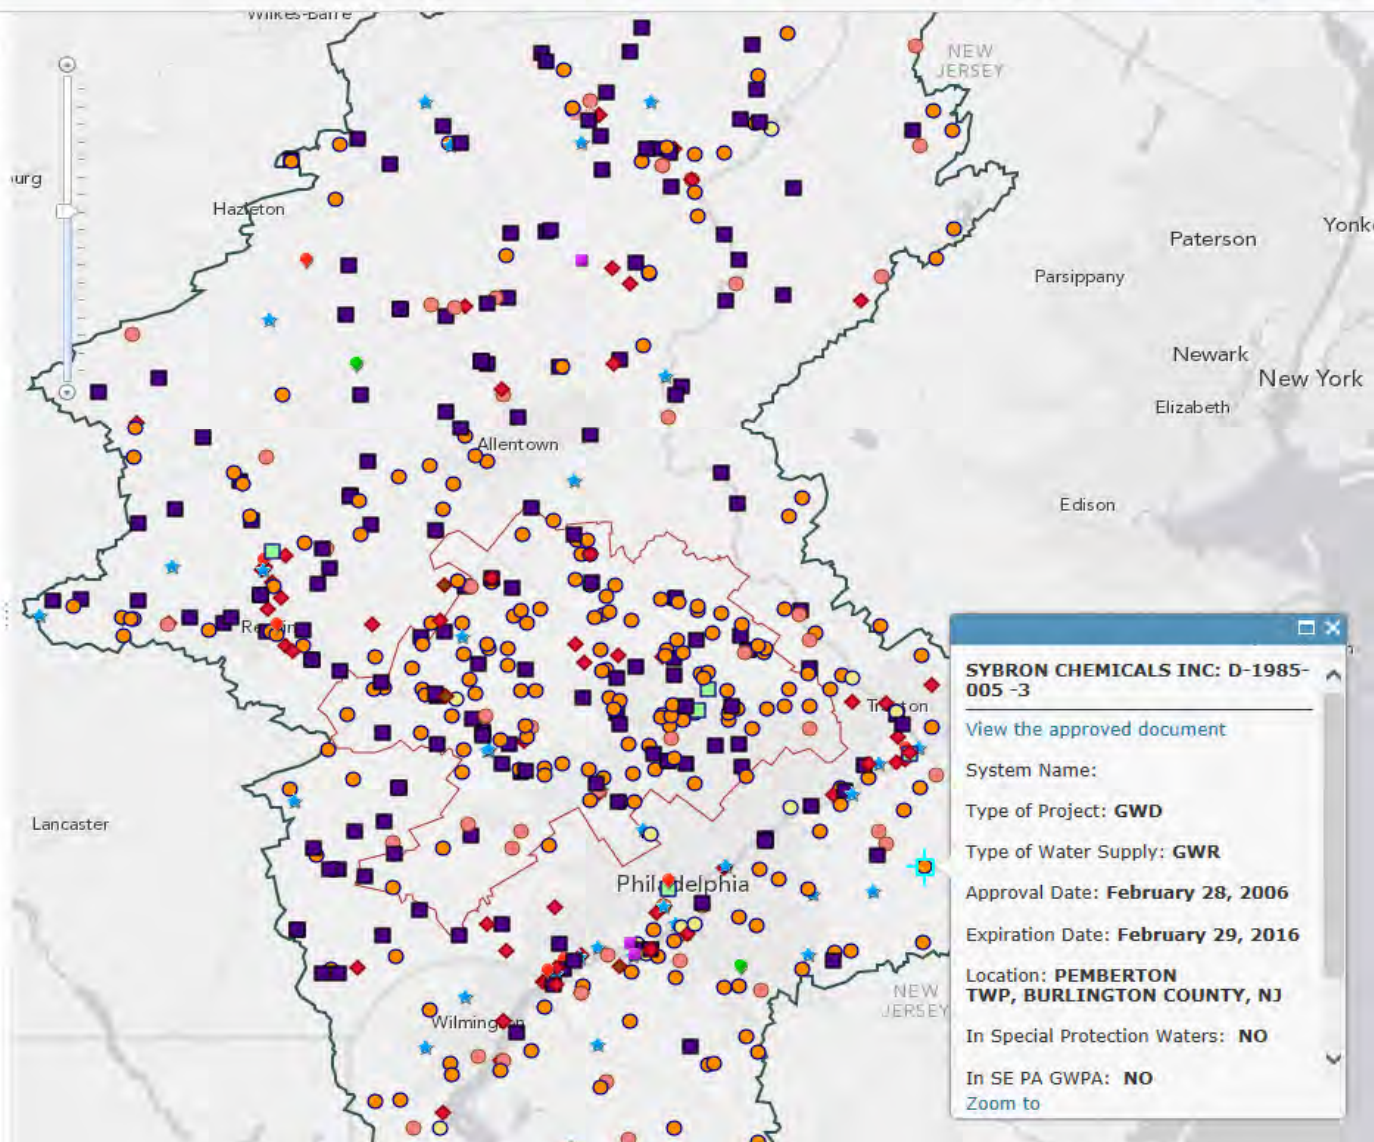 Wilkes-Barre
NEW
JERSEY
urg
Hazleton
Paterson
Yonk
Parsippany
Newark
New York
Elizabeth
Allentown
Edison
Trenton
Lancaster
Philadelphia
Wilmington
NEW
JERSEY
SYBRON CHEMICALS INC: D-1985-
005 -3
View the approved document
System Name:
Type of Project: GWD
Type of Water Supply: GWR
Approval Date: February 28, 2006
Expiration Date: February 29, 2016
Location: PEMBERTON
TWP, BURLINGTON COUNTY, NJ
In Special Protection Waters: NO
In SE PA GWPA: NO
Zoom to